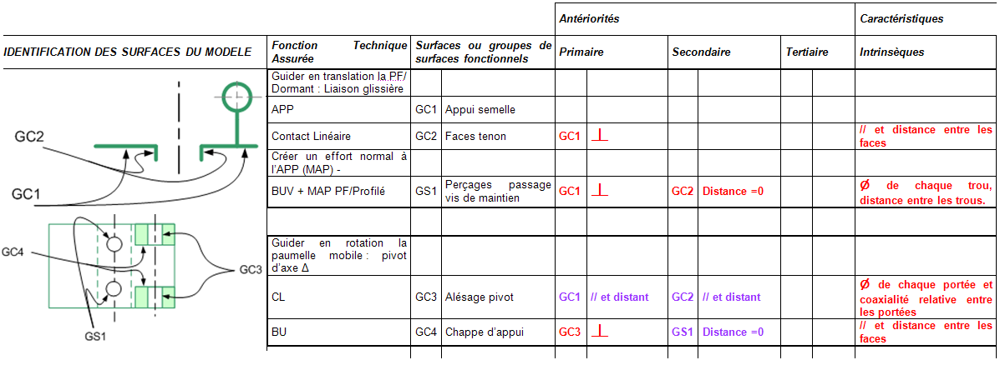 Antériorités Caractéristiques
IDENTIFICATION DES SURFACES DU MODELE Fonction Technique Surfaces ou groupes de Primaire Secondaire Tertiaire Intrinsèques
Assurée surfaces fonctionnels
Guider en translation la PF/
Dormant : Liaison glissière
APP GC1 Appui semelle
Contact Linéaire GC2 Faces tenon GC1 ⊥ // et distance entre les
faces
Créer un effort normal à
l'APP (MAP) -
BUV + MAP PF/Profilé GS1 Perçages passage GC1 ⊥ GC2 Distance =0 Ø de chaque trou,
vis de maintien distance entre les trous.
Guider en rotation la
paumelle mobile : pivot
d'axe Δ
CL GC3 Alésage pivot GC1 // et distant GC2 // et distant Ø de chaque portée et
coaxialité relative entre
les portées
BU GC4 Chappe d'appui GC3 ⊥ GS1 Distance =0 // et distance entre les
faces
GC2
GC1
GC4
GC3
GS1